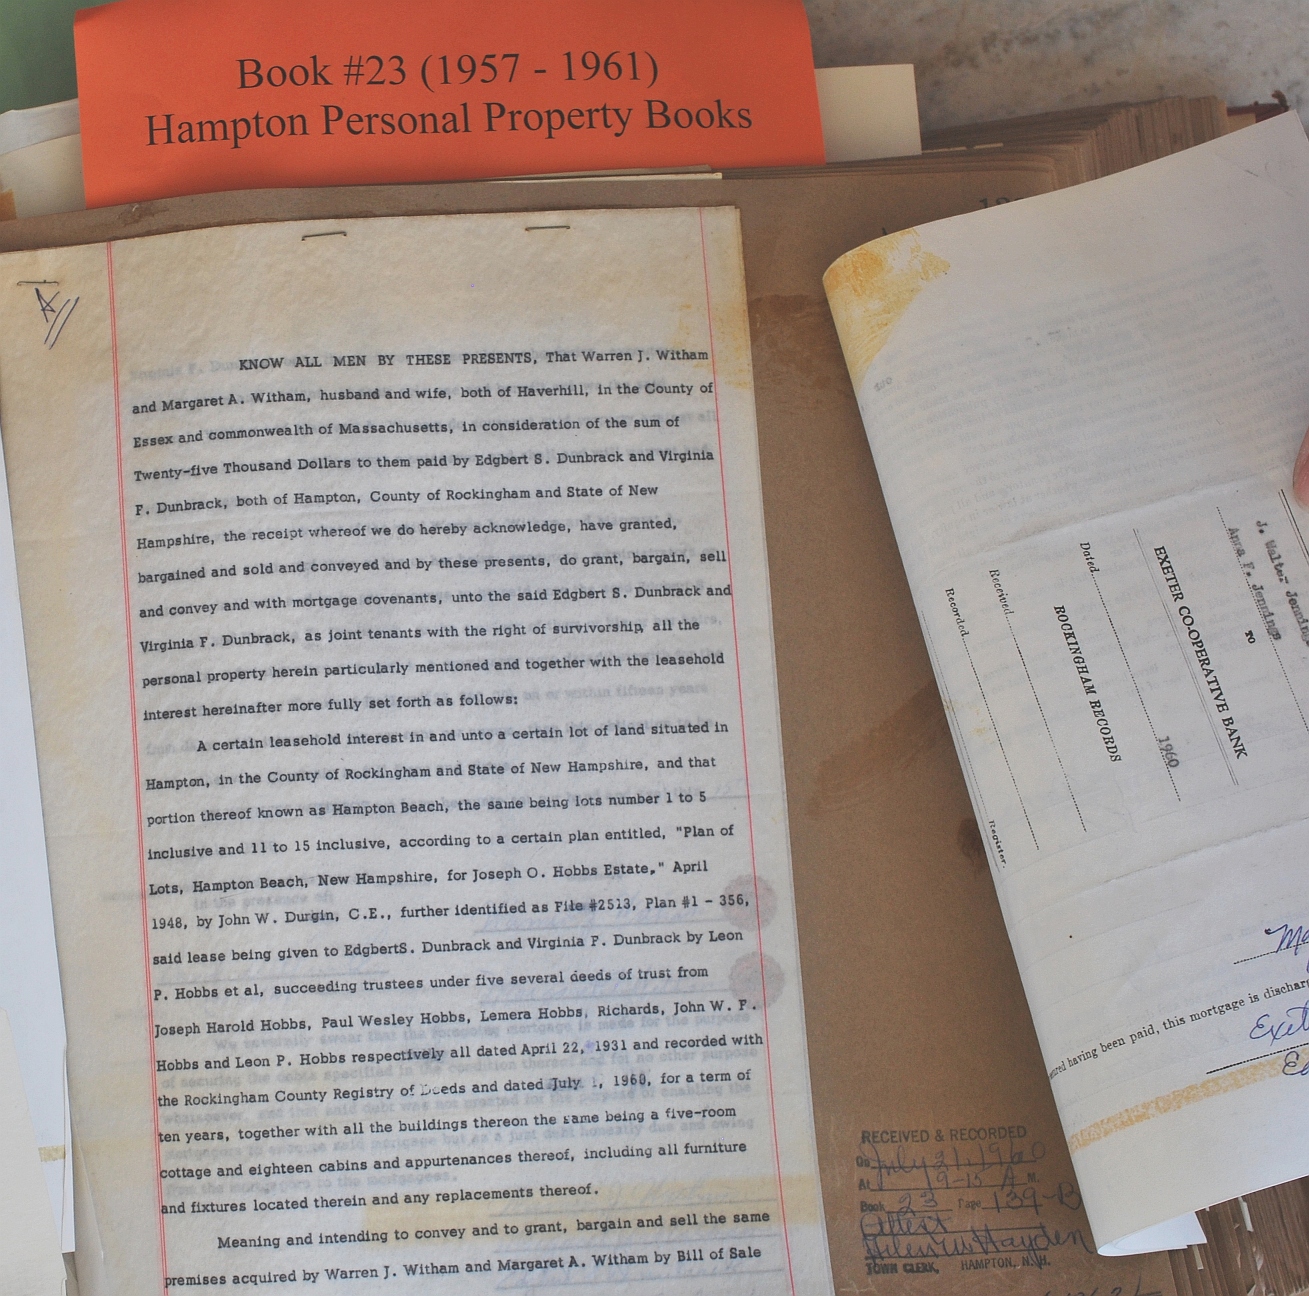 Book #23 (1957 - 1961)
Hampton Personal Property Books
KNOW ALL MEN BY THESE PRESENTS, That Warren J. Witham
and Margaret A. Witham, husband and wife, both of Haverhill, in the County of
Essex and commonwealth of Massachusetts, in consideration of the sum of
Twenty-five Thousand Dollars to them paid by Edgbert S. Dunbrack and Virginia
F. Dunbrack, both of Hampton, County of Rockingham and State of New
Hampshire, the receipt whereof we do hereby acknowledge, have granted,
bargained and sold and conveyed and by these presents, do grant, bargain, sell
and convey and with mortgage covenants, unto the said Edgbert S. Dunbrack and
Virginia F. Dunbrack, as joint tenants with the right of survivorship, all the
personal property herein particularly mentioned and together with the leasehold
interest hereinafter more fully set forth as follows:
A certain leasehold interest in and unto a certain lot of land situated in
Hampton, in the County of Rockingham and State of New Hampshire, and that
portion thereof known as Hampton Beach, the same being lots number 1 to 5
inclusive and 11 to 15 inclusive, according to a certain plan entitled, "Plan of
Lots, Hampton Beach, New Hampshire, for Joseph O. Hobbs Estate," April
1948, by John W. Durgin, C.E., further identified as File #2513, Plan #1 - 356,
said lease being given to EdgbertS. Dunbrack and Virginia F. Dunbrack by Leon
P. Hobbs et al, succeeding trustees under five several deeds of trust from
Joseph Harold Hobbs, Paul Wesley Hobbs, Lemera Hobbs, Richards, John W. P.
Hobbs and Leon P. Hobbs respectively all dated April 22, 1931 and recorded with
the Rockingham County Registry of Deeds and dated July 1, 1960, for a term of
ten years, together with all the buildings thereon the same being a five-room
cottage and eighteen cabins and appurtenances thereof, including all furniture
and fixtures located therein and any replacements thereof.
Meaning and intending to convey and to grant, bargain and sell the same
premises acquired by Warren J. Witham and Margaret A. Witham by Bill of Sale
J. Walter
Anna F. Jennings
TO
EXETER CO-OPERATIVE BANK
Dated 1960
ROCKINGHAM RECORDS
Received
Recorded
Register.
having been paid, this mortgage is
RECEIVED & RECORDED
On July 21, 1960
At 9-15 A M.
Book 23 Page 139-B
Attest
Helen W. Hayden
TOWN CLERK, HAMPTON, N.H.